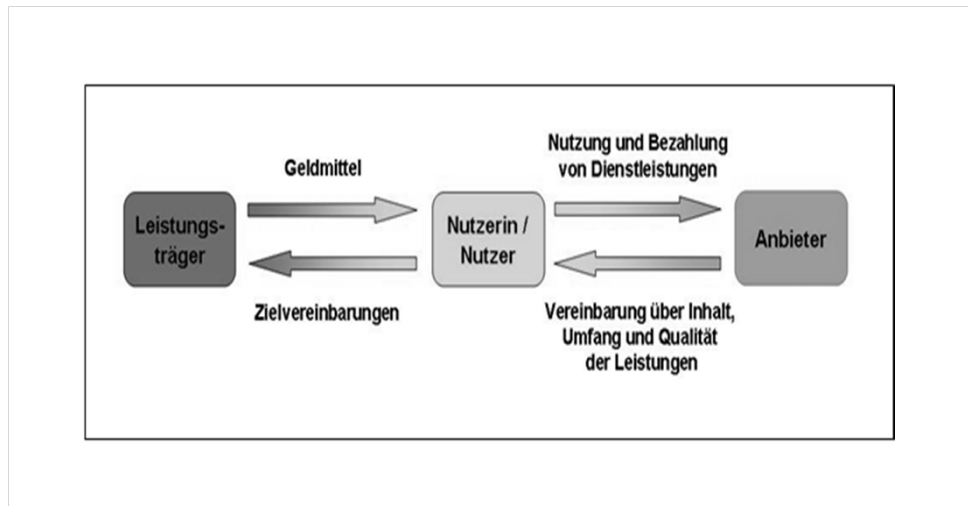 Geldmittel
Nutzung und Bezahlung
von Dienstleistungen
Leistungs-
träger
Nutzerin /
Nutzer
Anbieter
Zielvereinbarungen
Vereinbarung über Inhalt,
Umfang und Qualität
der Leistungen